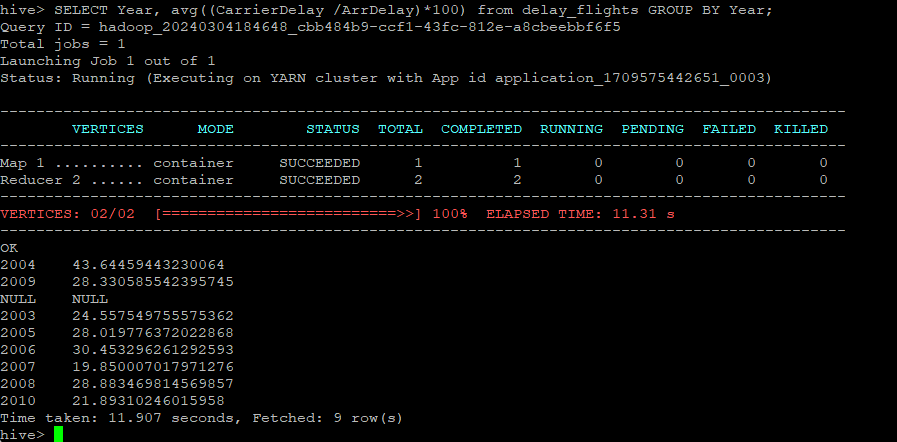 hive> SELECT Year, avg((CarrierDelay /ArrDelay)*100) from delay_flights GROUP BY Year;
Query ID = hadoop_20240304184648_cbb484b9-ccf1-43fc-812e-a8cbeebbf6f5
Total jobs = 1
Launching Job 1 out of 1
Status: Running (Executing on YARN cluster with App id application_1709575442651_0003)
----------------------------------------------------------------------------------------------
VERTICES MODE STATUS TOTAL COMPLETED RUNNING PENDING FAILED KILLED
----------------------------------------------------------------------------------------------
Map 1 .......... container SUCCEEDED 1 1 0 0 0 0
Reducer 2 ...... container SUCCEEDED 2 2 0 0 0 0
----------------------------------------------------------------------------------------------
VERTICES: 02/02 [==========================>>] 100% ELAPSED TIME: 11.31 s
----------------------------------------------------------------------------------------------
OK
2004 43.64459443230064
2009 28.330585542395745
NULL NULL
2003 24.557549755575362
2005 28.019776372022868
2006 30.453296261292593
2007 19.850007017971276
2008 28.883469814569857
2010 21.89310246015958
Time taken: 11.907 seconds, Fetched: 9 row(s)
hive>